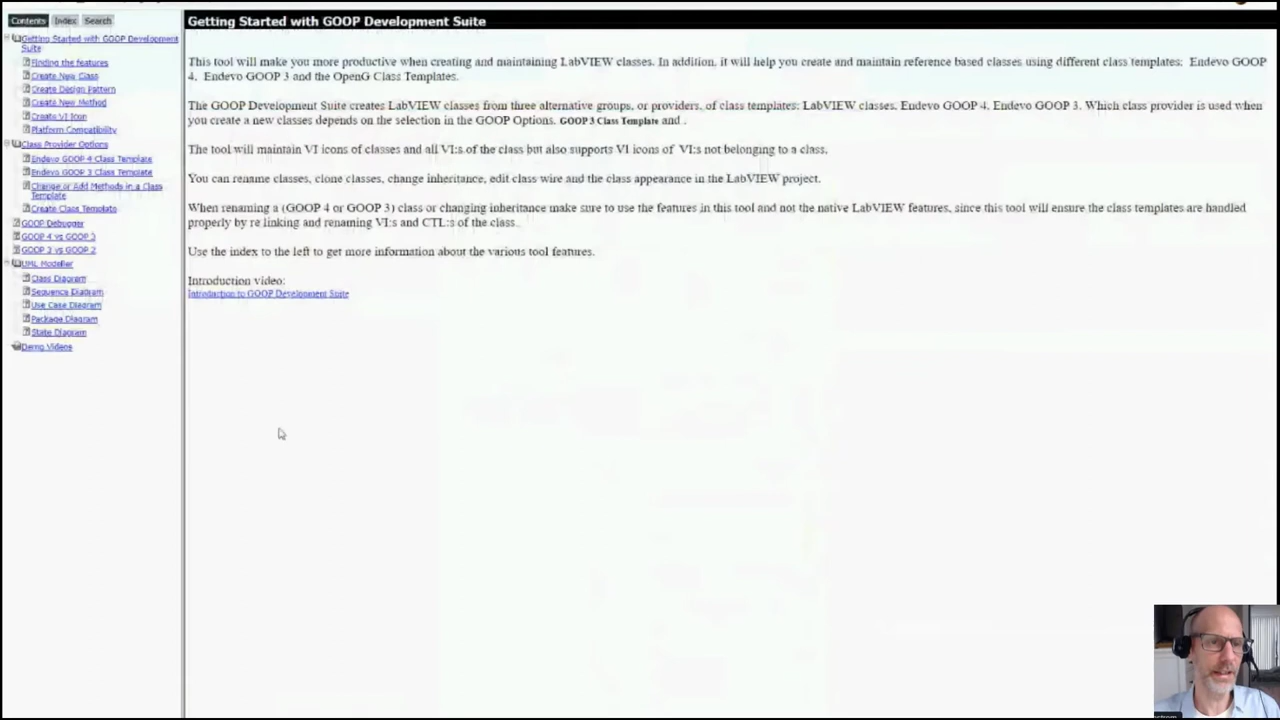 Contents Index Search
Getting Started with GOOP Development
Suite
Finding the features
Create New Class
Create Design Pattern
Create New Method
Create VI Icon
Platform Compatibility
Class Provider Options
Endevo GOOP 4 Class Template
Endevo GOOP 3 Class Template
Change or Add Methods in a Class
Template
Create Class Template
GOOP Debugger
GOOP 4 vs GOOP 3
GOOP 3 vs GOOP 2
UML Modeller
Class Diagram
Sequence Diagram
Use Case Diagram
Package Diagram
State Diagram
Demo Videos
Getting Started with GOOP Development Suite
This tool will make you more productive when creating and maintaining LabVIEW classes. In addition, it will help you create and maintain reference based classes using different class templates: Endevo GOOP
4, Endevo GOOP 3 and the OpenG Class Templates.
The GOOP Development Suite creates LabVIEW classes from three alternative groups, or providers, of class templates: LabVIEW classes, Endevo GOOP 4, Endevo GOOP 3. Which class provider is used when
you create a new classes depends on the selection in the GOOP Options. GOOP 3 Class Template and .
The tool will maintain VI icons of classes and all VI:s of the class but also supports VI icons of VI:s not belonging to a class.
You can rename classes, clone classes, change inheritance, edit class wire and the class appearance in the LabVIEW project.
When renaming a (GOOP 4 or GOOP 3) class or changing inheritance make sure to use the features in this tool and not the native LabVIEW features, since this tool will ensure the class templates are handled
properly by re linking and renaming VI:s and CTL:s of the class.
Use the index to the left to get more information about the various tool features.
Introduction video:
Introduction to GOOP Development Suite